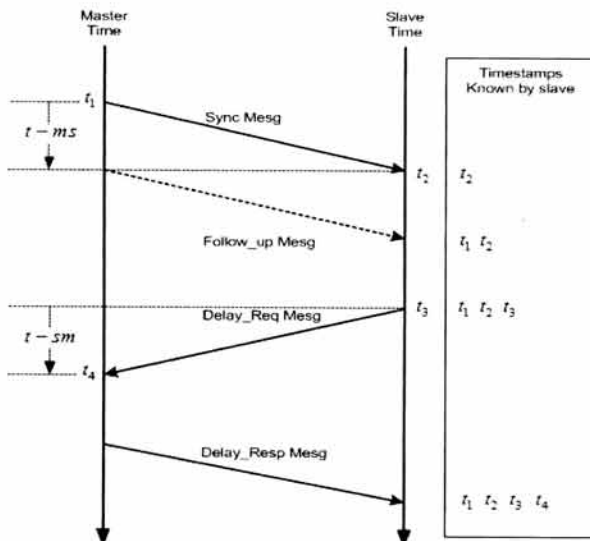 Master
Time
Slave
Time
Timestamps
Known by slave
t₁
Sync Mesg
t − ms
t₂
t₂
Follow_up Mesg
t₁ t₂
t₃
Delay_Req Mesg
t₁ t₂ t₃
t − sm
t₄
Delay_Resp Mesg
t₁ t₂ t₃ t₄